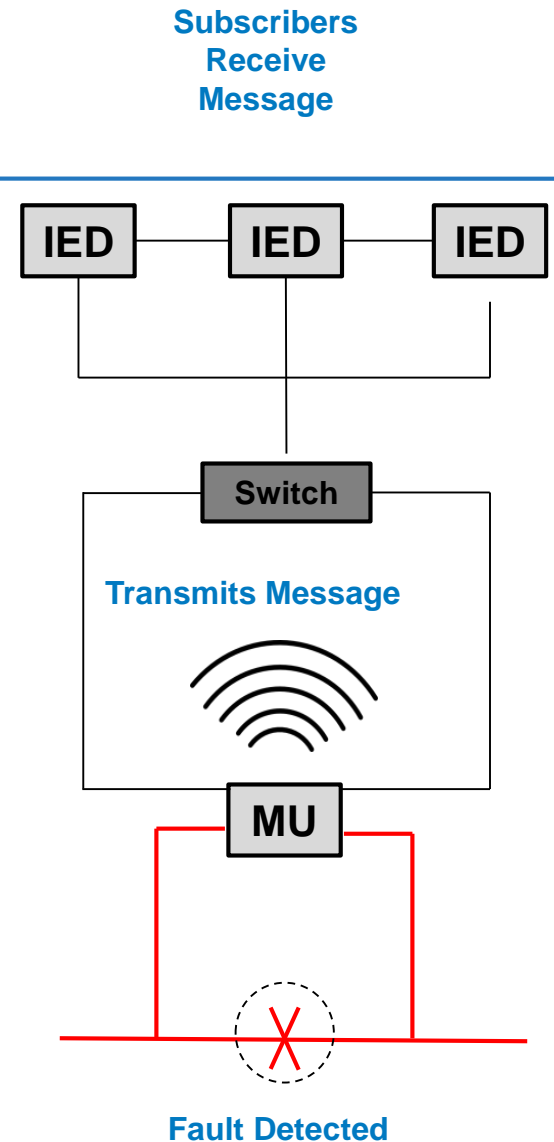 Subscribers
Receive
Message
IED IED IED
Switch
Transmits Message
MU
Fault Detected